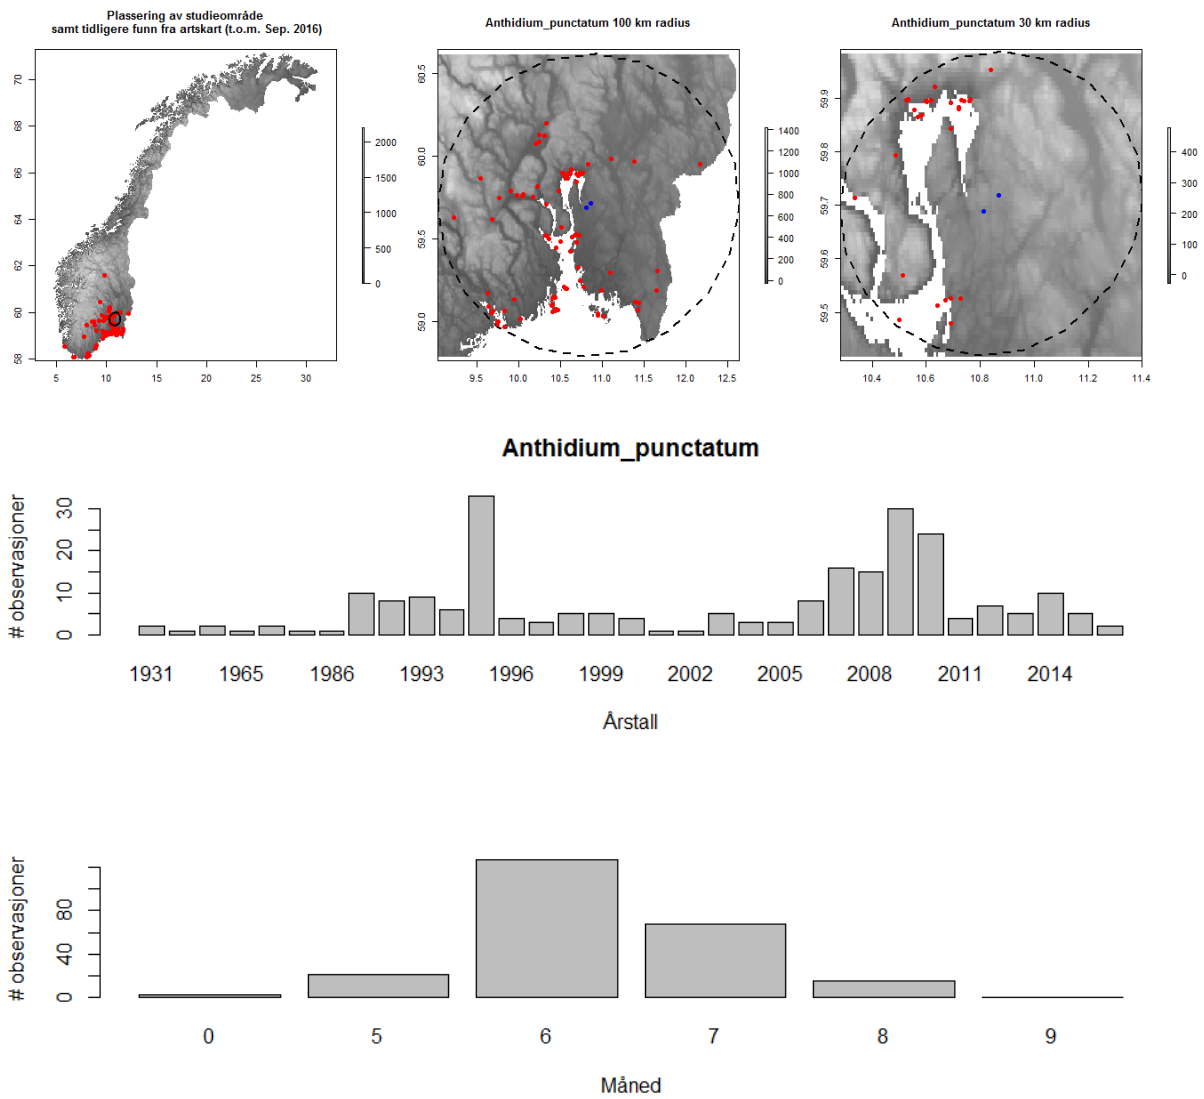 Plassering av studieområde
samt tidligere funn fra artskart (t.o.m. Sep. 2016)
70
68
66
64
62
60
58
5 10 15 20 25 30
2000
1500
1000
500
0
Anthidium_punctatum 100 km radius
60.5
60.0
59.5
59.0
9.5 10.0 10.5 11.0 11.5 12.0 12.5
1400
1200
1000
800
600
400
200
0
Anthidium_punctatum 30 km radius
59.9
59.8
59.7
59.6
59.5
10.4 10.6 10.8 11.0 11.2 11.4
400
300
200
100
0
Anthidium_punctatum
# observasjoner
30
20
10
0
1931 1965 1986 1993 1996 1999 2002 2005 2008 2011 2014
Årstall
# observasjoner
80
40
0
0 5 6 7 8 9
Måned